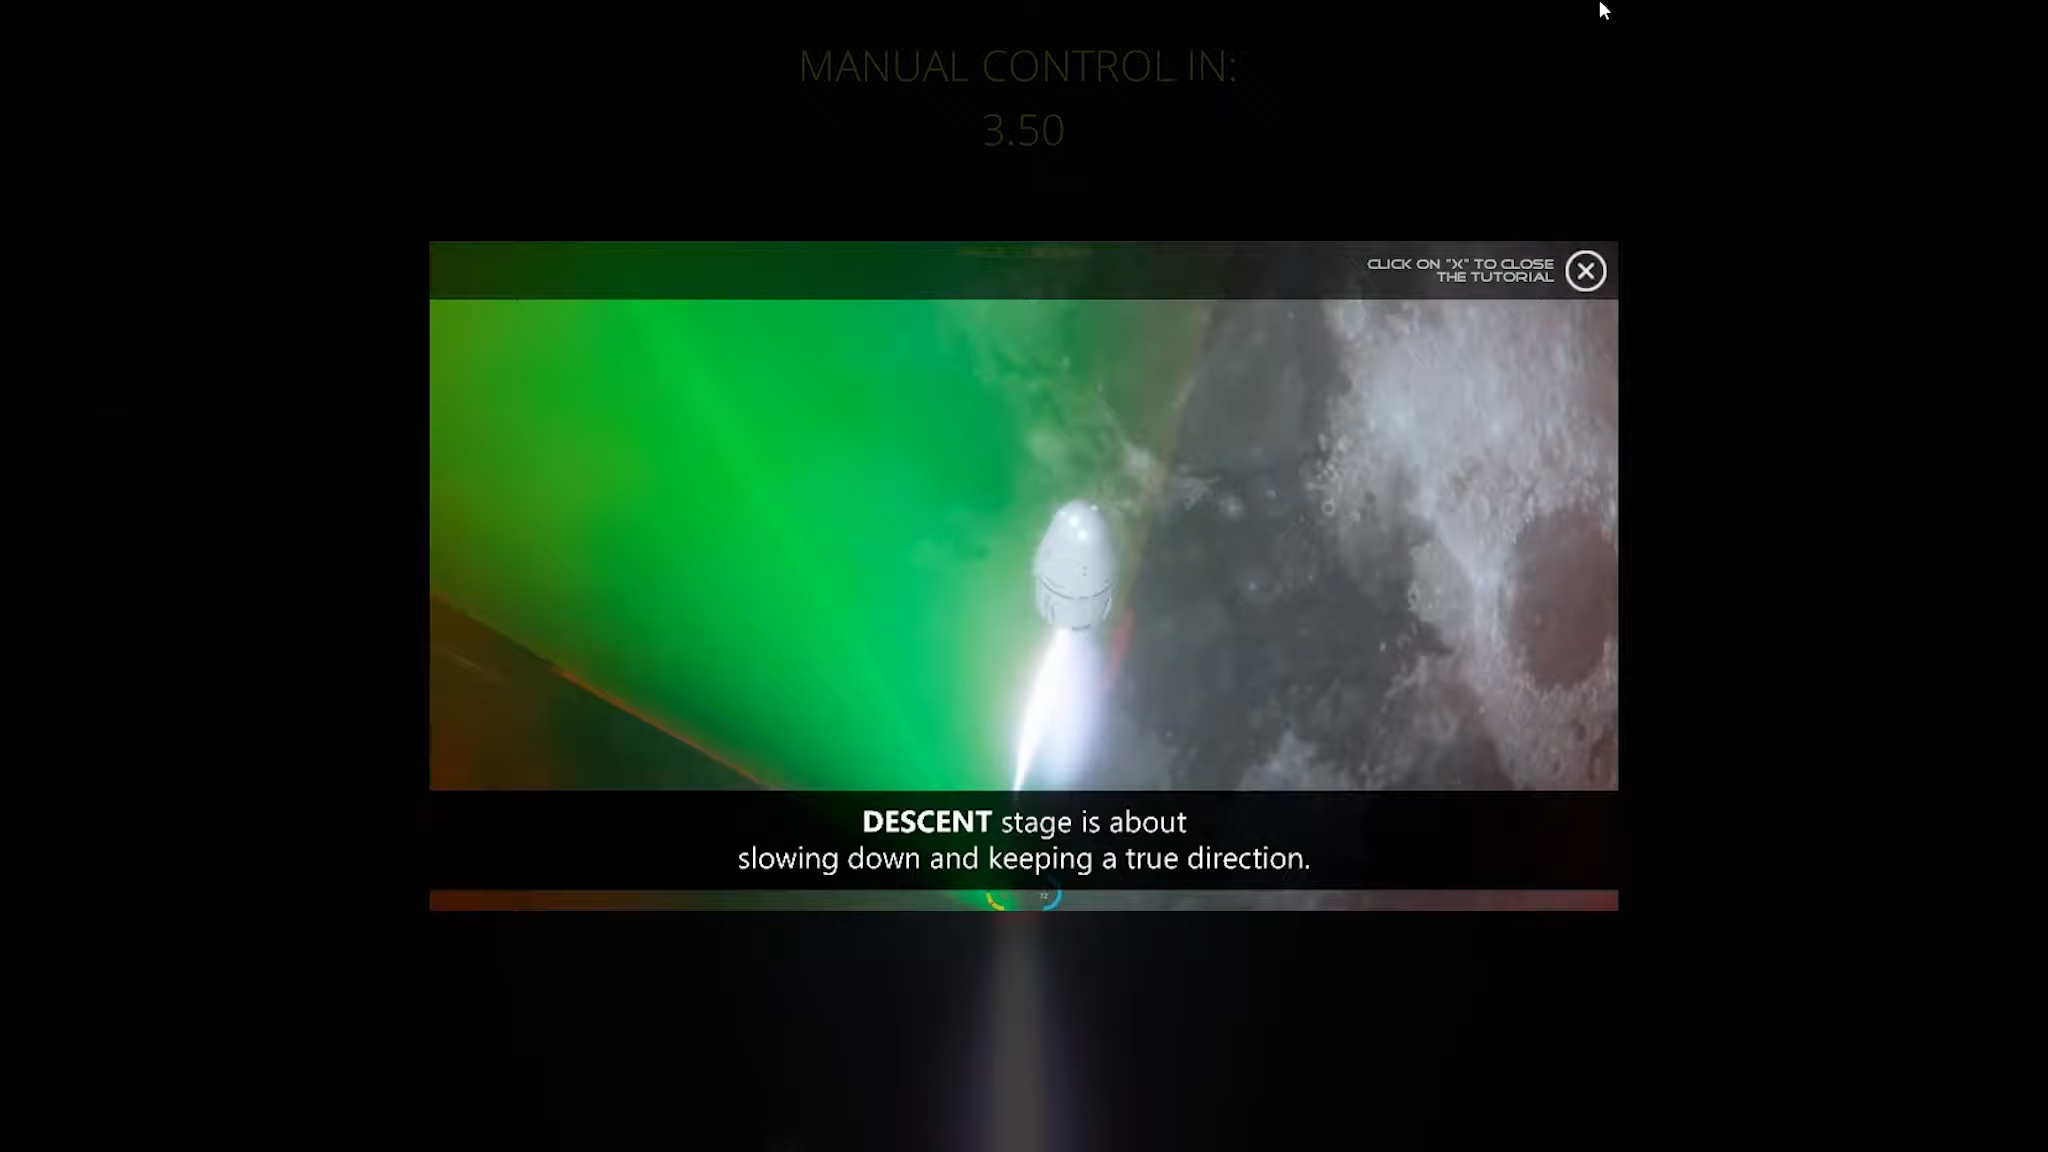 MANUAL CONTROL IN:
3.50
CLICK ON "X" TO CLOSE
THE TUTORIAL
DESCENT stage is about
slowing down and keeping a true direction.